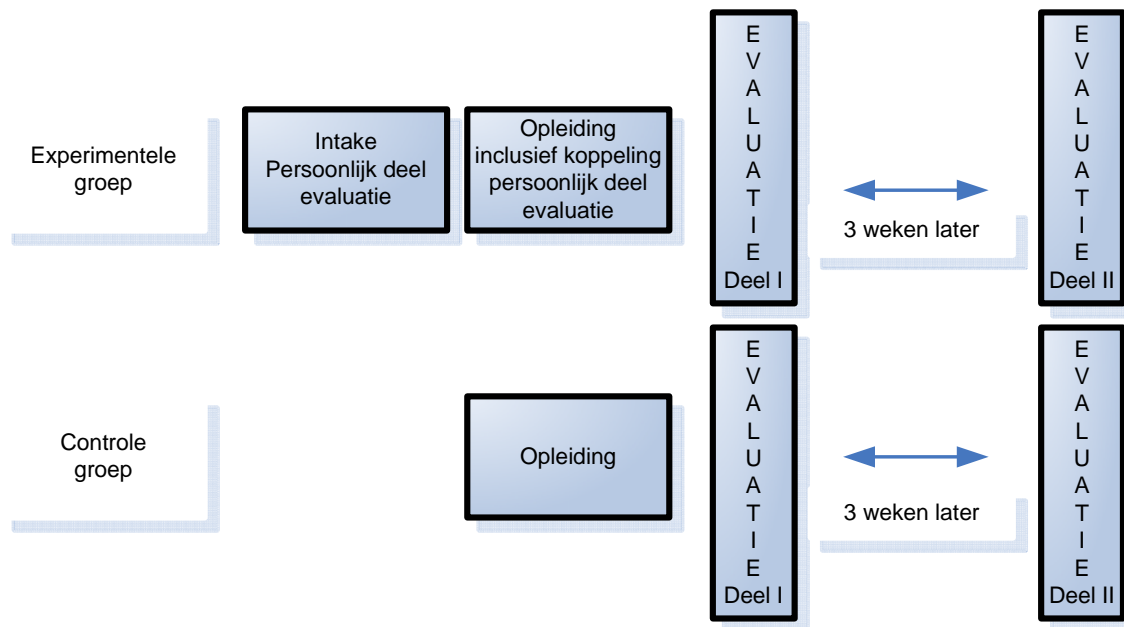 Experimentele
groep
Intake
Persoonlijk deel
evaluatie
Opleiding
inclusief koppeling
persoonlijk deel
evaluatie
E
V
A
L
U
A
T
I
E
Deel I
3 weken later
E
V
A
L
U
A
T
I
E
Deel II
Controle
groep
Opleiding
E
V
A
L
U
A
T
I
E
Deel I
3 weken later
E
V
A
L
U
A
T
I
E
Deel II